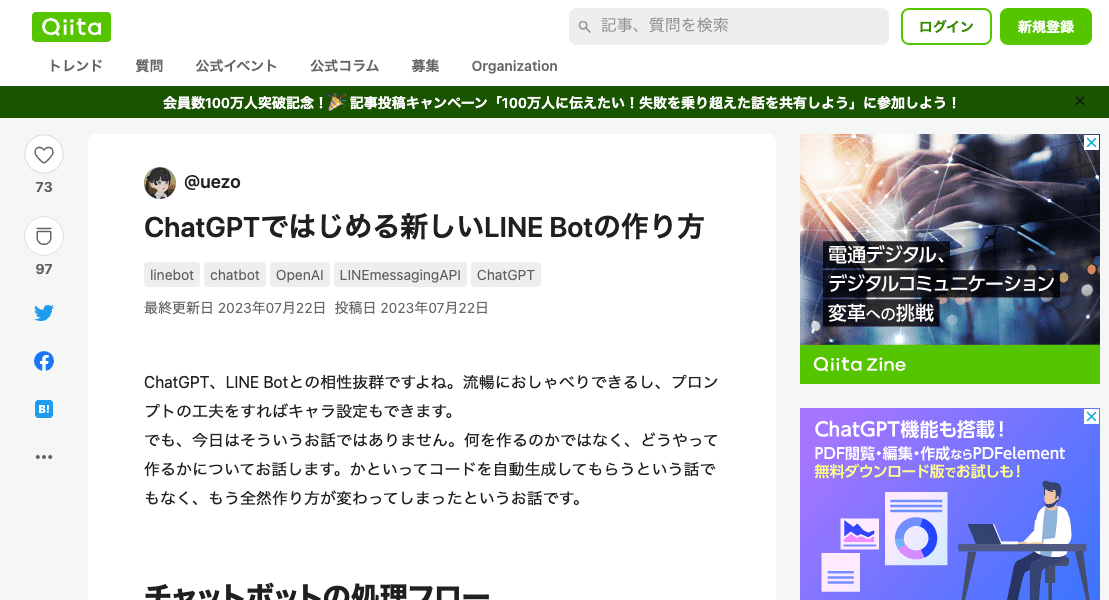 Qiita
記事、質問を検索
ログイン
新規登録
トレンド 質問 公式イベント 公式コラム 募集 Organization
会員数100万人突破記念！🎉 記事投稿キャンペーン「100万人に伝えたい！失敗を乗り越えた話を共有しよう」に参加しよう！
73
97
B!
@uezo
ChatGPTではじめる新しいLINE Botの作り方
linebot chatbot OpenAI LINEmessagingAPI ChatGPT
最終更新日 2023年07月22日 投稿日 2023年07月22日
ChatGPT、LINE Botとの相性抜群ですよね。流暢におしゃべりできるし、プロン
プトの工夫をすればキャラ設定もできます。
でも、今日はそういうお話ではありません。何を作るのかではなく、どうやって
作るかについてお話します。かといってコードを自動生成してもらうという話で
もなく、もう全然作り方が変わってしまったというお話です。
チャットボットの処理フロー
電通デジタル、
デジタルコミュニケーション
変革への挑戦
Qiita Zine
ChatGPT機能も搭載！
PDF閲覧・編集・作成ならPDFelement
無料ダウンロード版でお試しも！